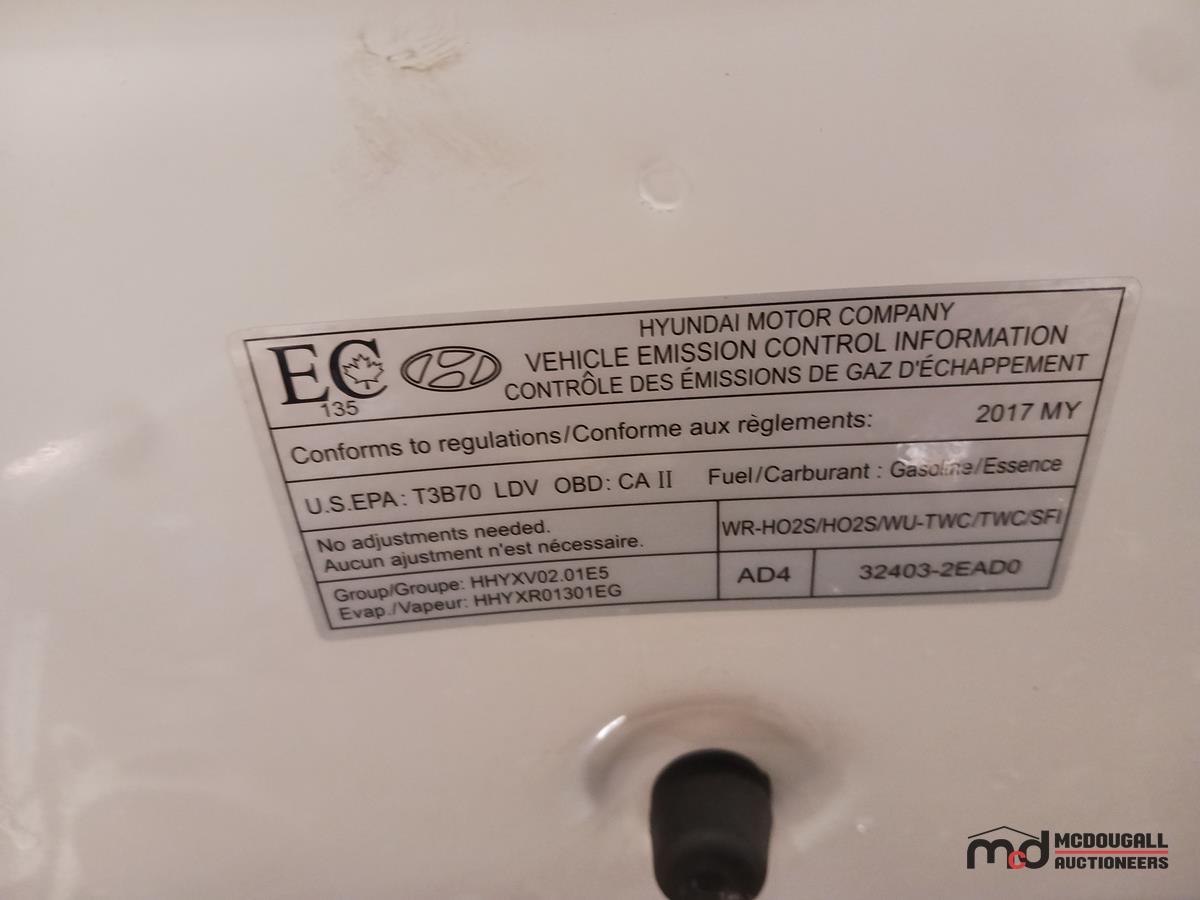 EC
135
HYUNDAI MOTOR COMPANY
VEHICLE EMISSION CONTROL INFORMATION
CONTRÔLE DES ÉMISSIONS DE GAZ D'ÉCHAPPEMENT
Conforms to regulations/Conforme aux règlements: 2017 MY
U.S.EPA: T3B70 LDV OBD: CA II Fuel/Carburant : Gasoline/Essence
No adjustments needed.
Aucun ajustment n'est nécessaire.
WR-HO2S/HO2S/WU-TWC/TWC/SFI
Group/Groupe: HHYXV02.01E5
Evap./Vapeur: HHYXR01301EG
AD4
32403-2EAD0
mcd MCDOUGALL
AUCTIONEERS